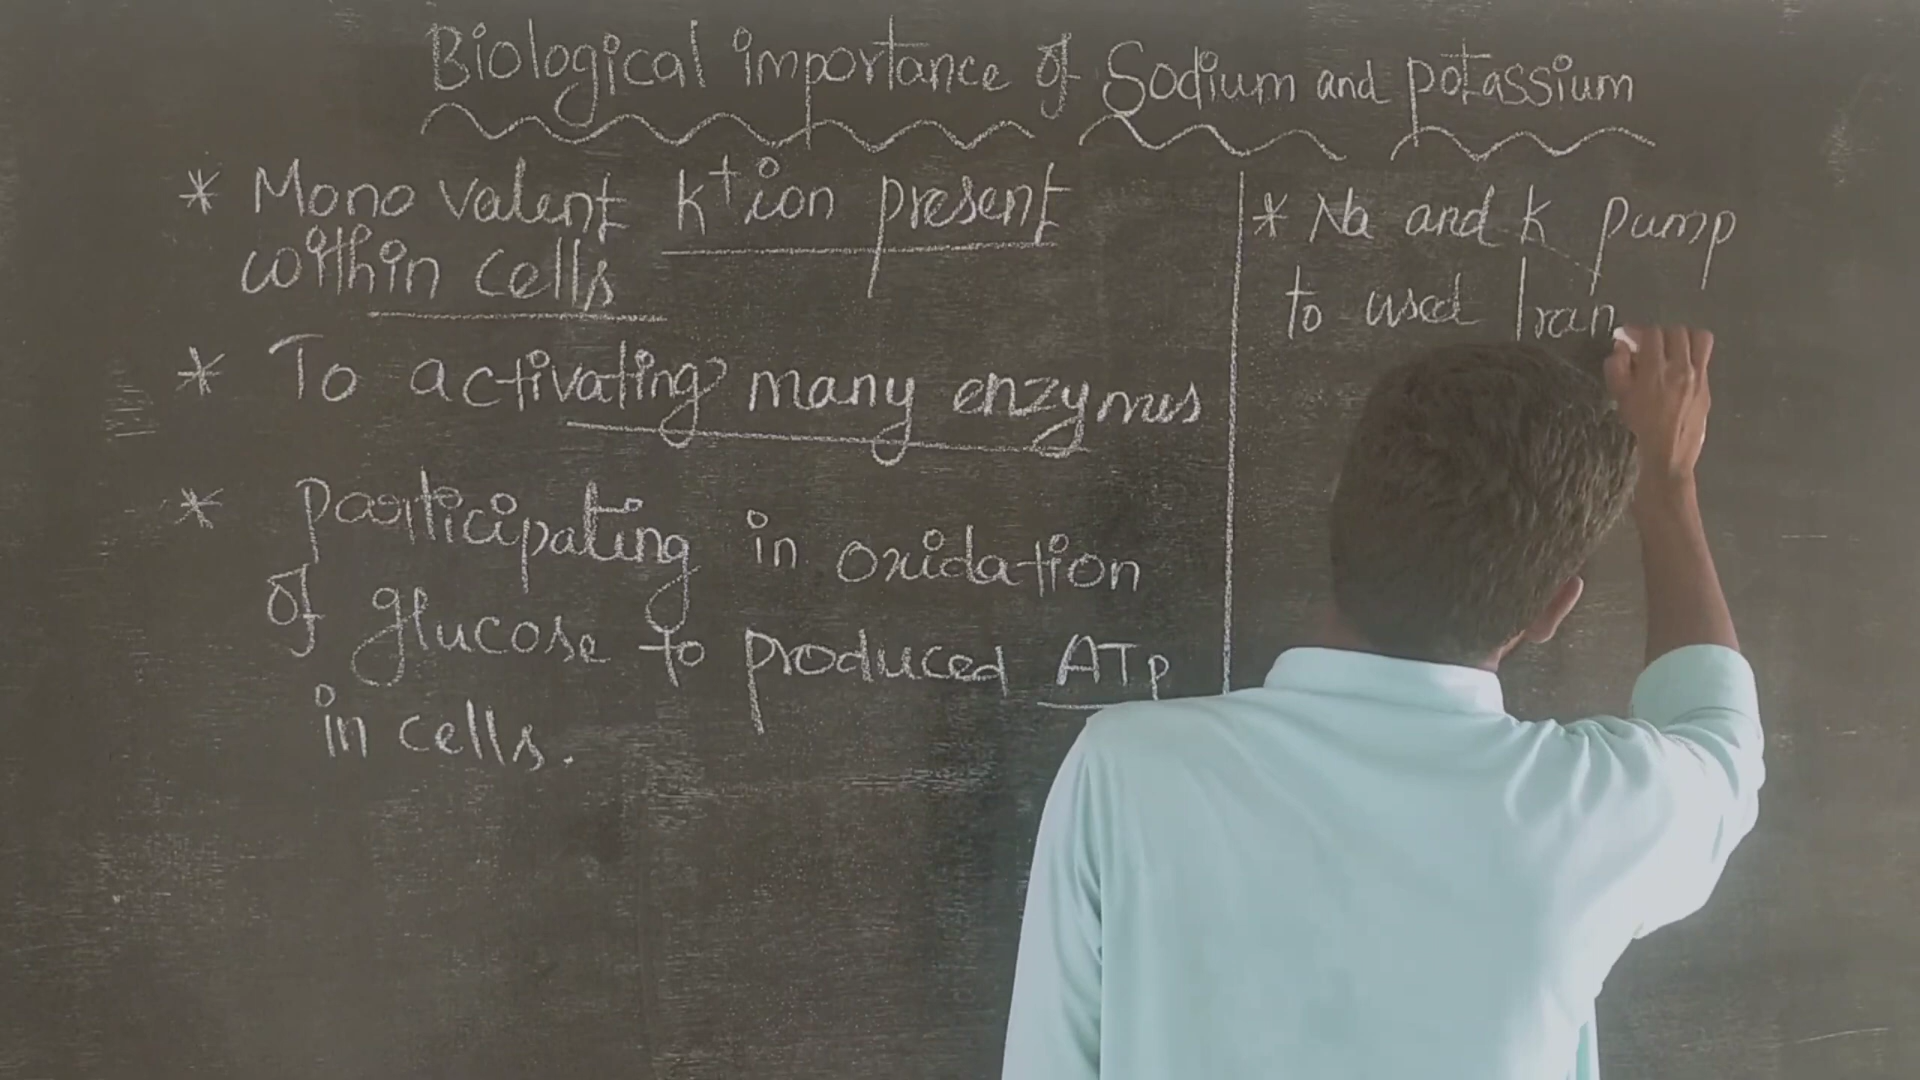 Biological importance of Sodium and potassium
* Mono valent K+ ion present
within cells
* To activating many enzymes
* Participating in oxidation
of glucose to produced ATP
in cells.
* Na and K pump
to used Tran